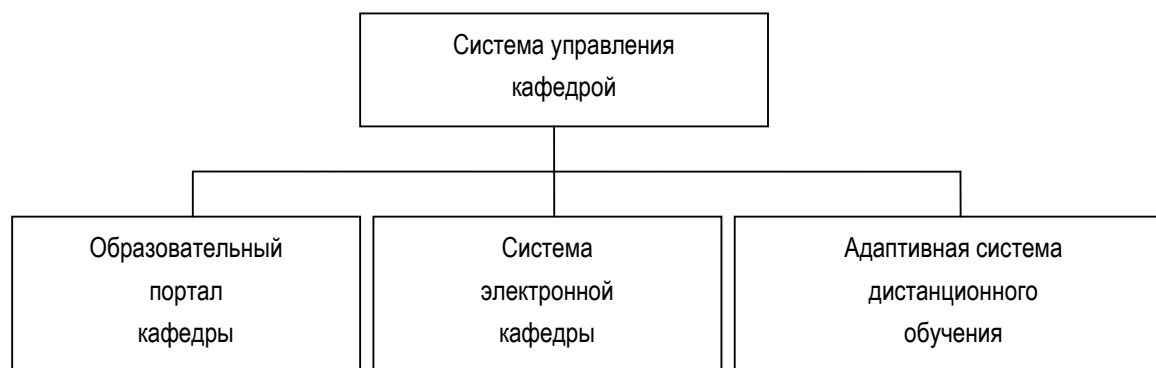 Система управления
кафедрой
Образовательный
портал
кафедры
Система
электронной
кафедры
Адаптивная система
дистанционного
обучения